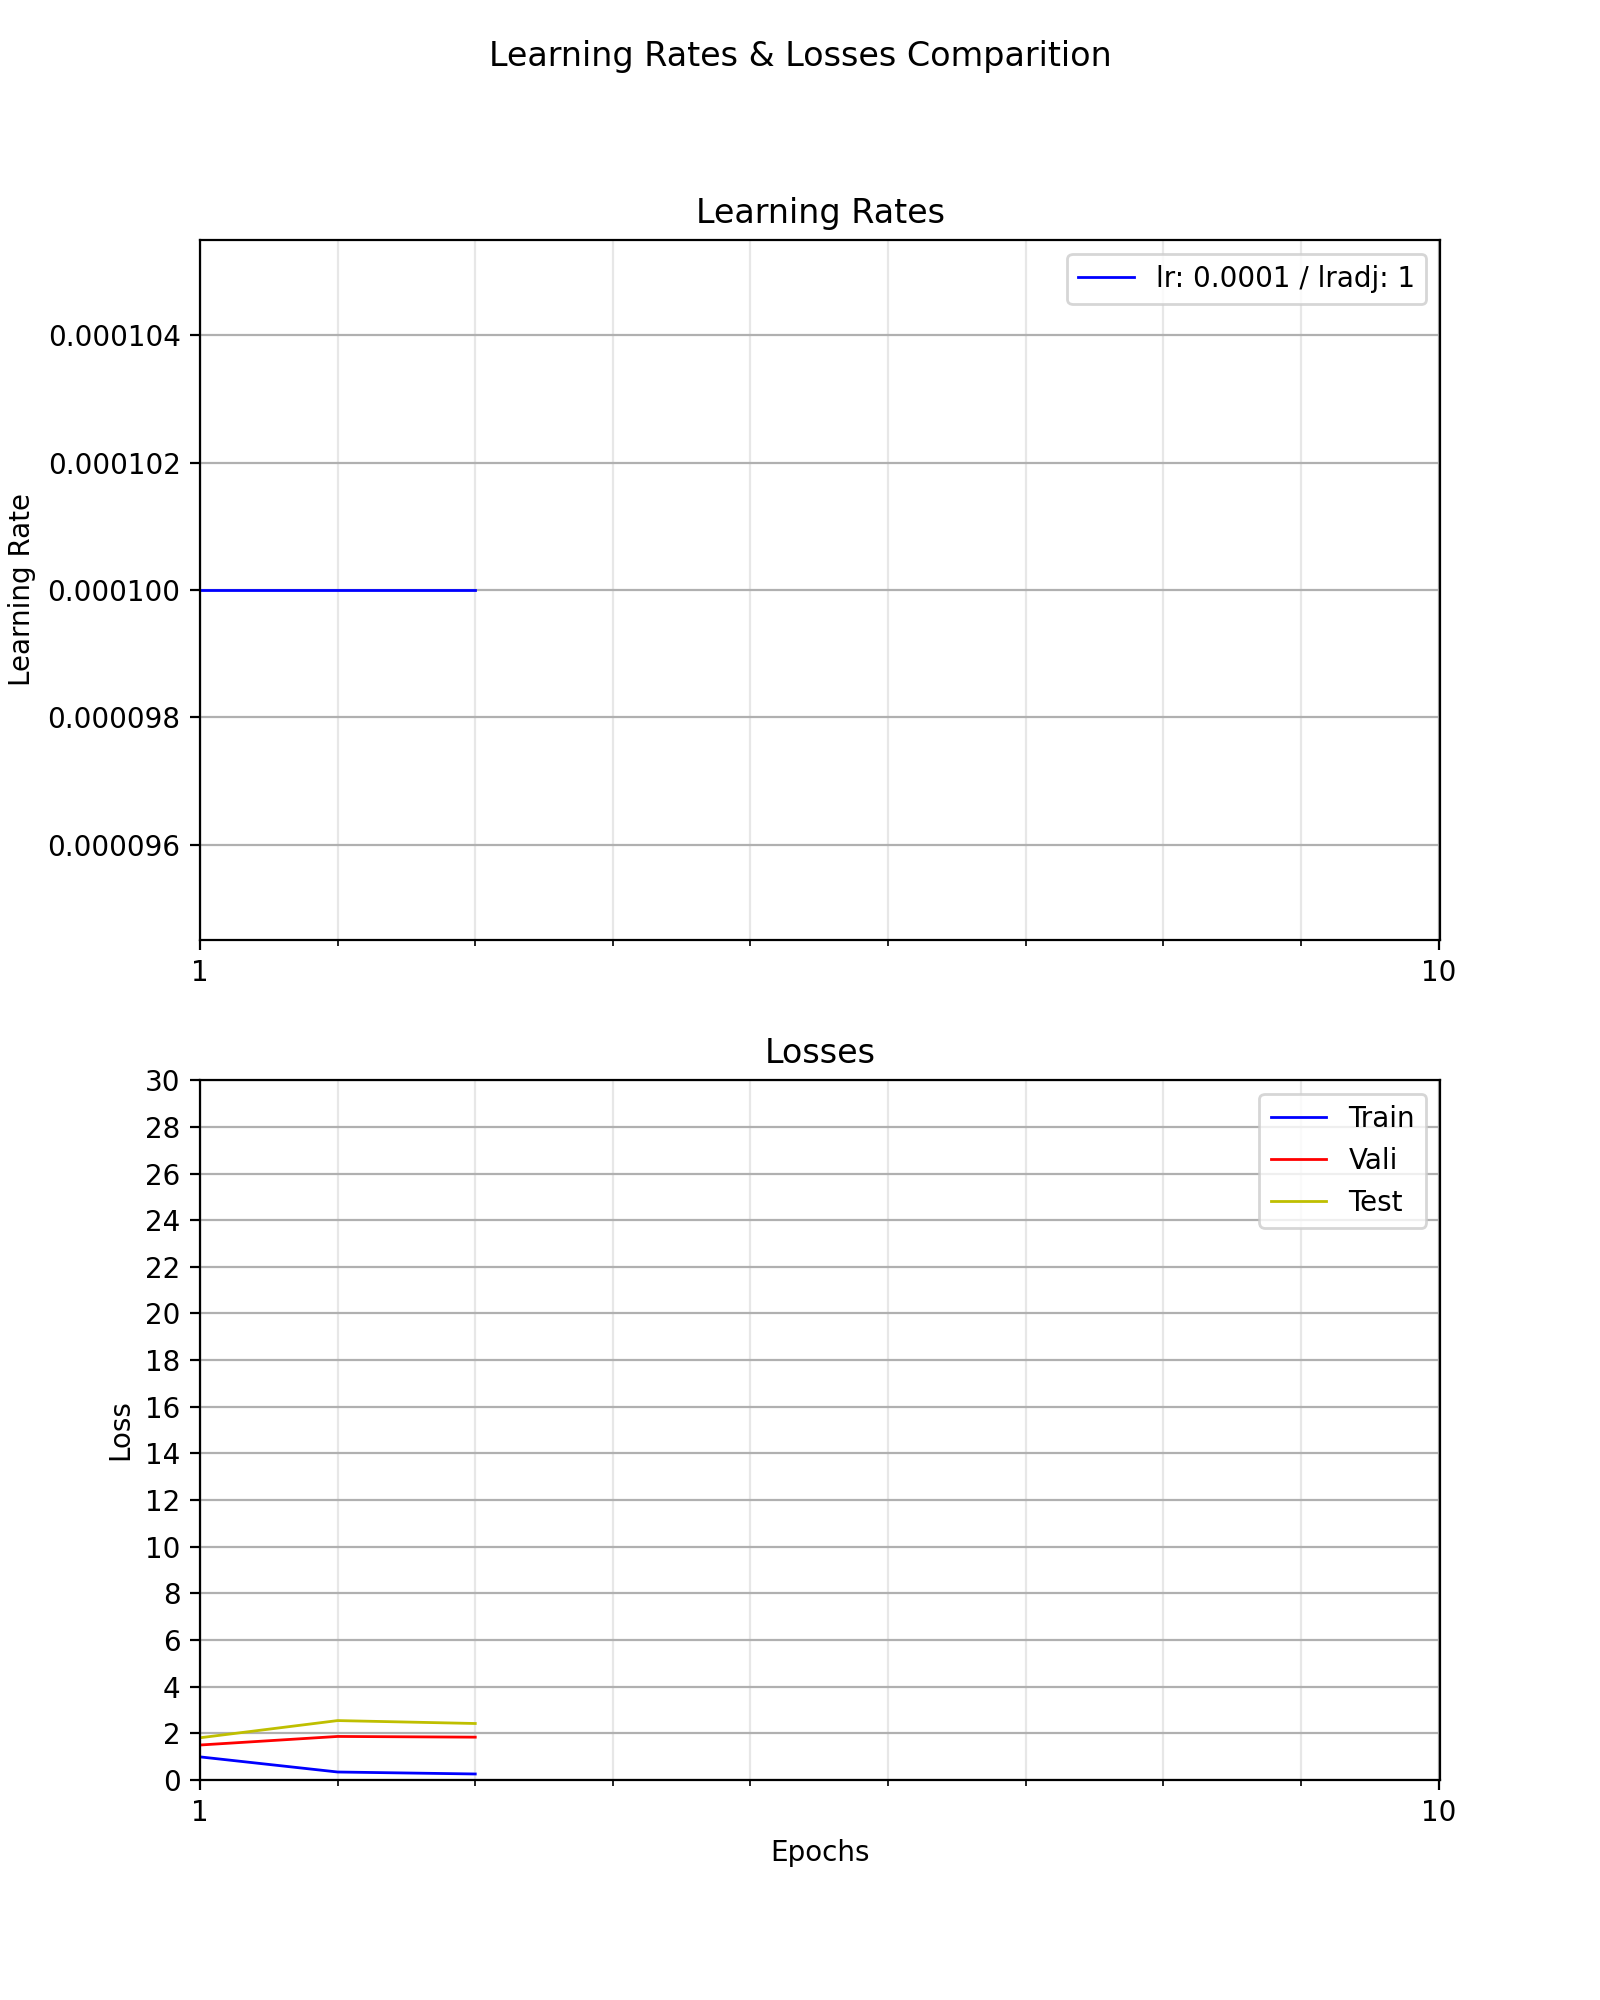 Learning Rates & Losses Comparition
Learning Rates
lr: 0.0001 / lradj: 1
0.000104
0.000102
0.000100
0.000098
0.000096
Learning Rate
1
10
Losses
Train
Vali
Test
30
28
26
24
22
20
18
16
14
12
10
8
6
4
2
0
Loss
1
10
Epochs